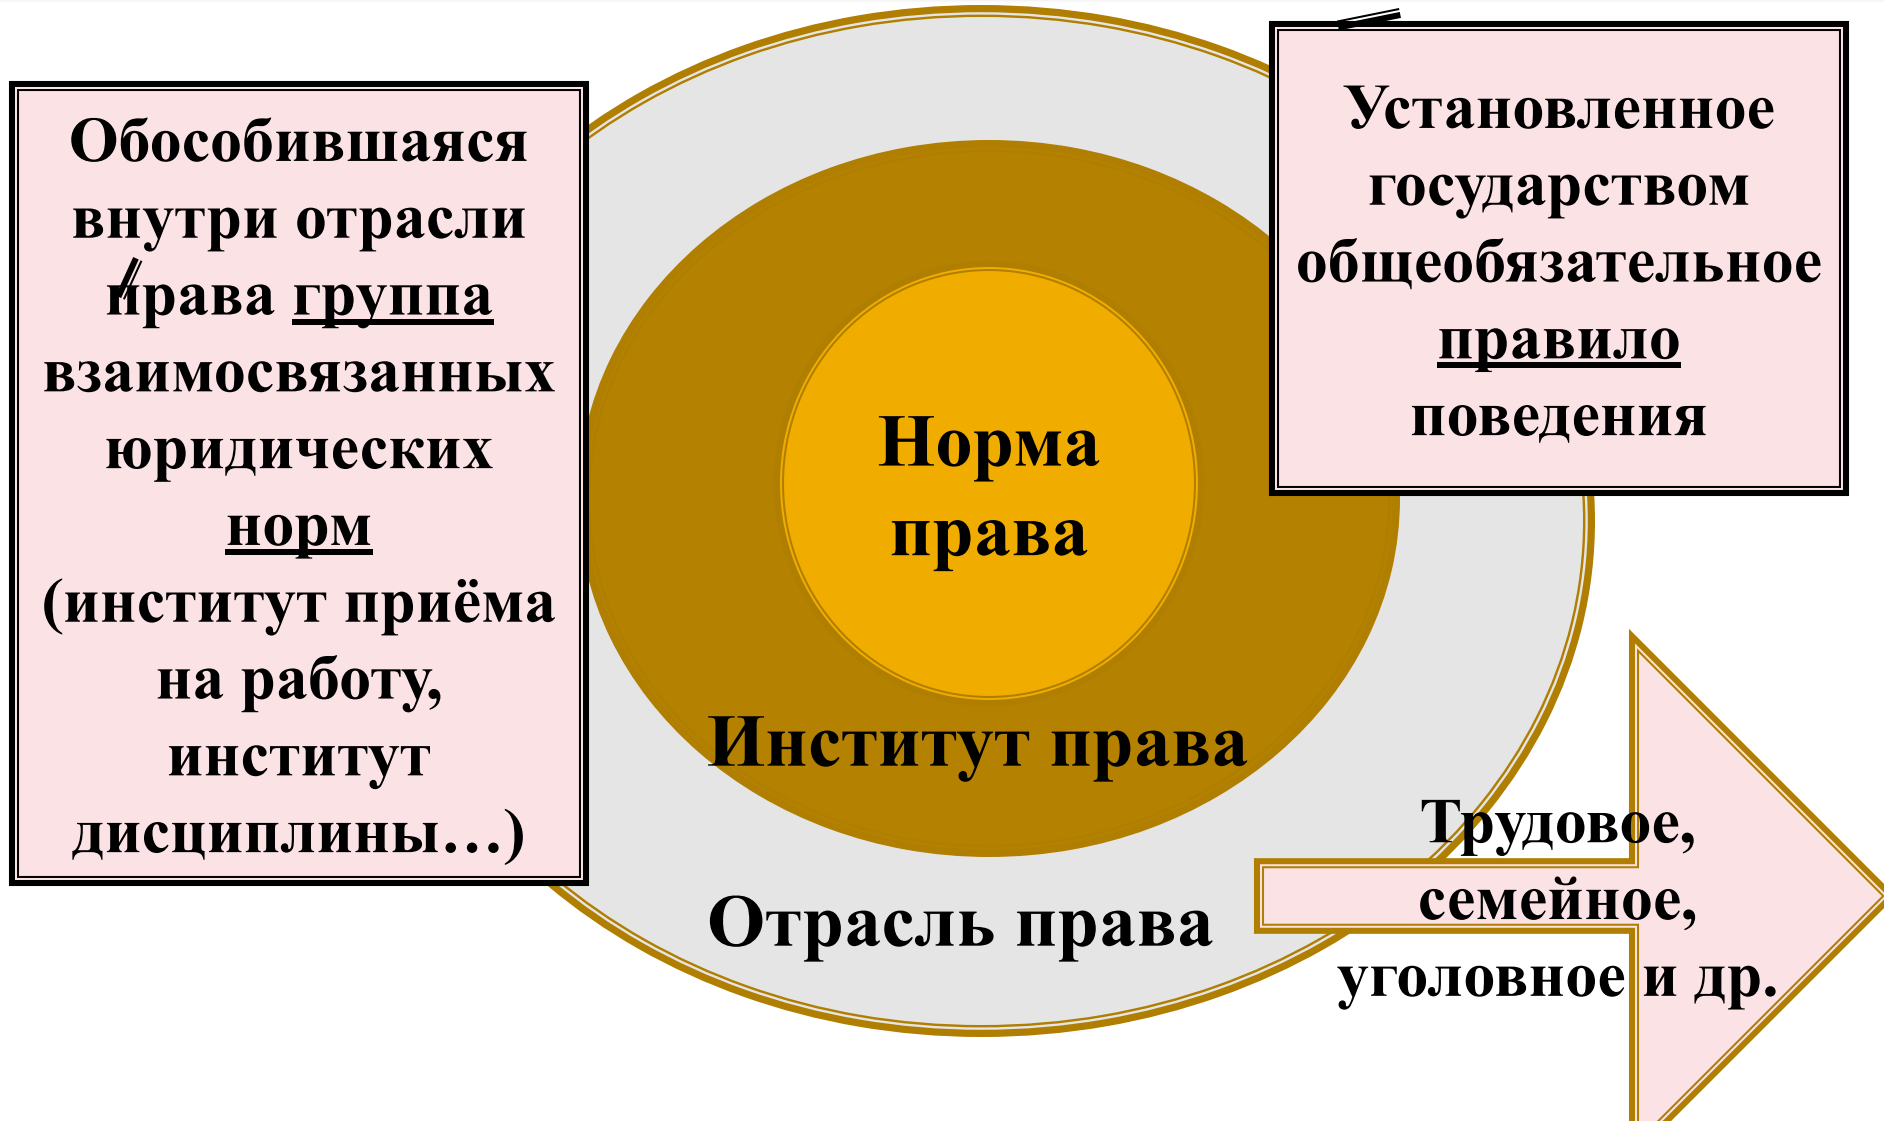 Обособившаяся
внутри отрасли
права группа
взаимосвязанных
юридических
норм
(институт приёма
на работу,
институт
дисциплины…)
Установленное
государством
общеобязательное
правило
поведения
Норма
права
Институт права
Отрасль права
Трудовое,
семейное,
уголовное и др.